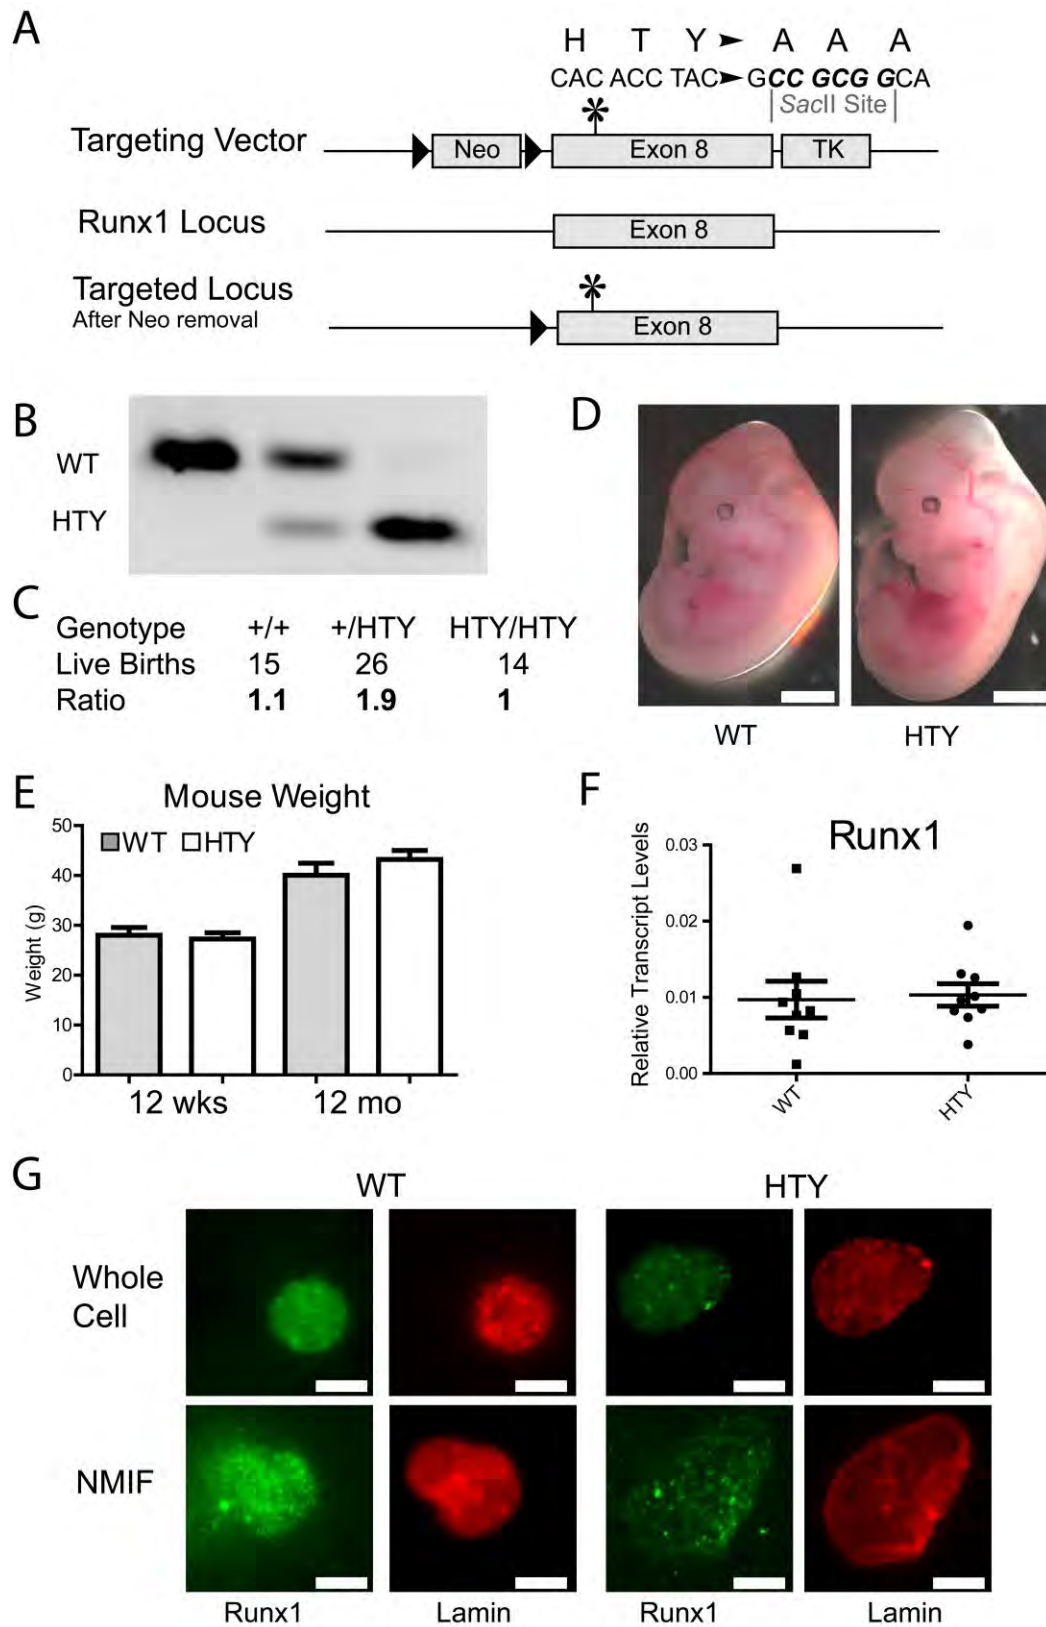 A
H T Y ➤ A A A
CAC ACC TAC➤GCC GCG GCA
SacII Site
Targeting Vector
Neo
Exon 8
TK
Runx1 Locus
Exon 8
Targeted Locus
After Neo removal
Exon 8
B
WT
HTY
C
Genotype +/+ +/HTY HTY/HTY
Live Births 15 26 14
Ratio 1.1 1.9 1
D
WT HTY
E
Mouse Weight
WT HTY
Weight (g)
50
40
30
20
10
0
12 wks 12 mo
F
Runx1
Relative Transcript Levels
0.03
0.02
0.01
0.00
WT HTY
G
WT HTY
Whole
Cell
NMIF
Runx1 Lamin Runx1 Lamin